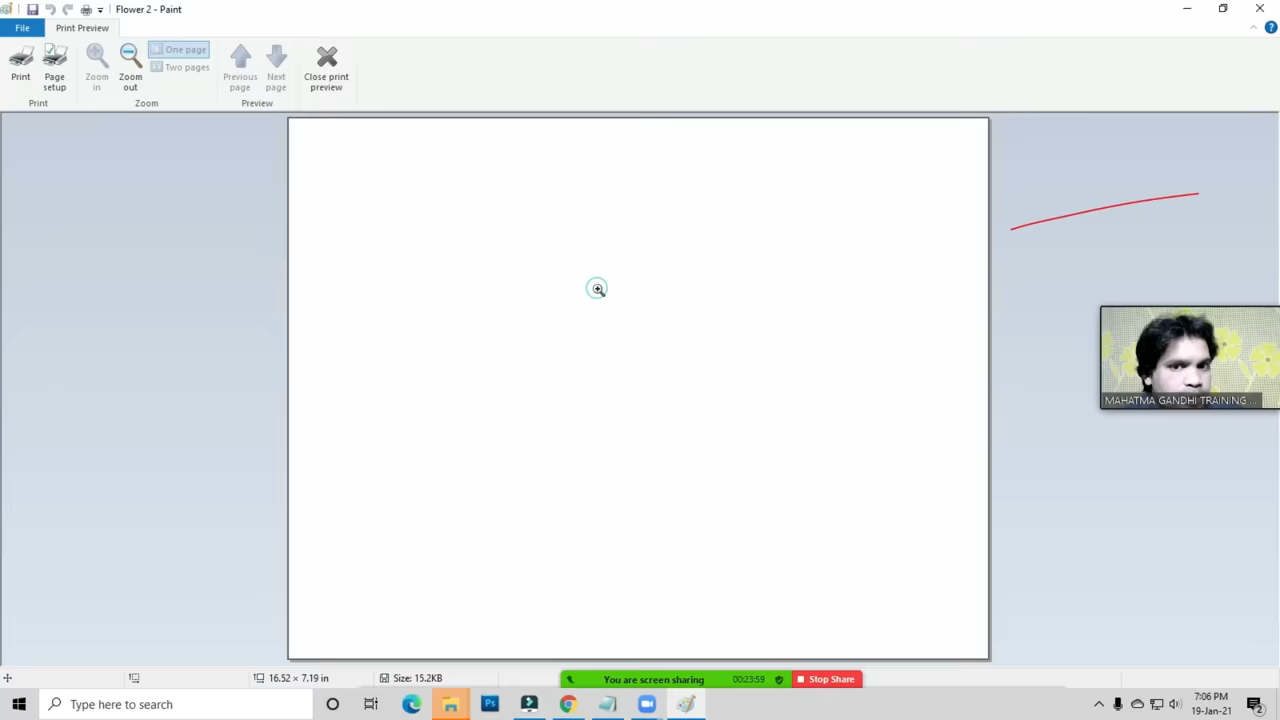 Flower 2 - Paint
File
Print Preview
Print
Page setup
Zoom in
Zoom out
One page
Two pages
Previous page
Next page
Close print preview
Print
Zoom
Preview
MAHATMA GANDHI TRAINING ...
16.52 × 7.19 in
Size: 15.2KB
You are screen sharing
00:23:59
Stop Share
Type here to search
Ps
7:06 PM
19-Jan-21
2